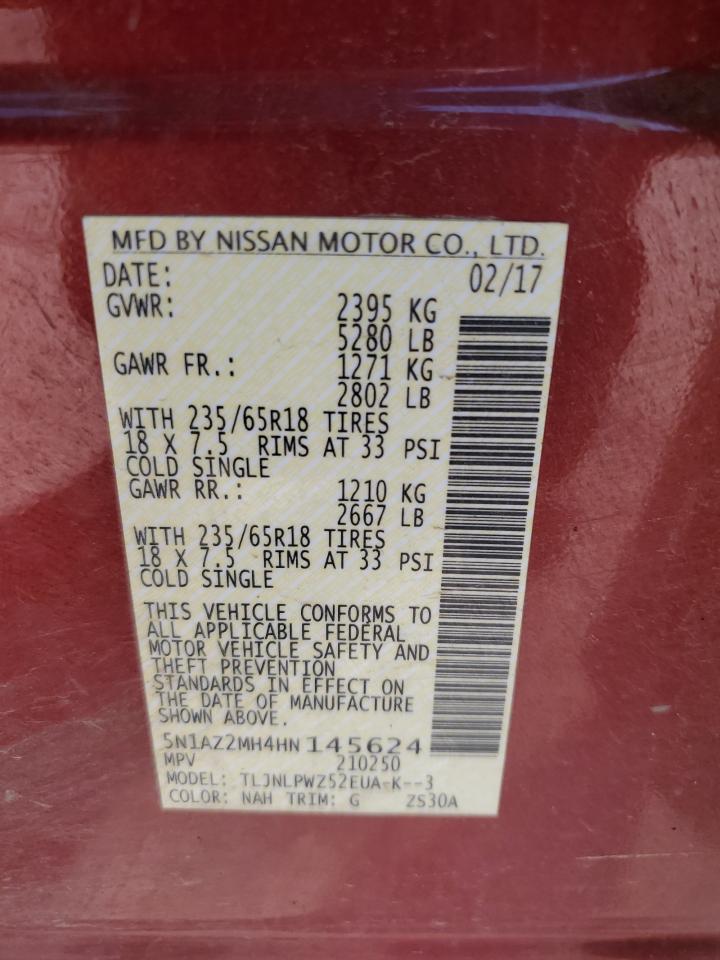 MFD BY NISSAN MOTOR CO., LTD.
DATE: 02/17
GVWR: 2395 KG
5280 LB
GAWR FR.: 1271 KG
2802 LB
WITH 235/65R18 TIRES
18 X 7.5 RIMS AT 33 PSI
COLD SINGLE
GAWR RR.: 1210 KG
2667 LB
WITH 235/65R18 TIRES
18 X 7.5 RIMS AT 33 PSI
COLD SINGLE
THIS VEHICLE CONFORMS TO
ALL APPLICABLE FEDERAL
MOTOR VEHICLE SAFETY AND
THEFT PREVENTION
STANDARDS IN EFFECT ON
THE DATE OF MANUFACTURE
SHOWN ABOVE.
5N1AZ2MH4HN145624
MPV 210250
MODEL: TLJNLPWZ52EUA-K--3
COLOR: NAH TRIM: G ZS30A